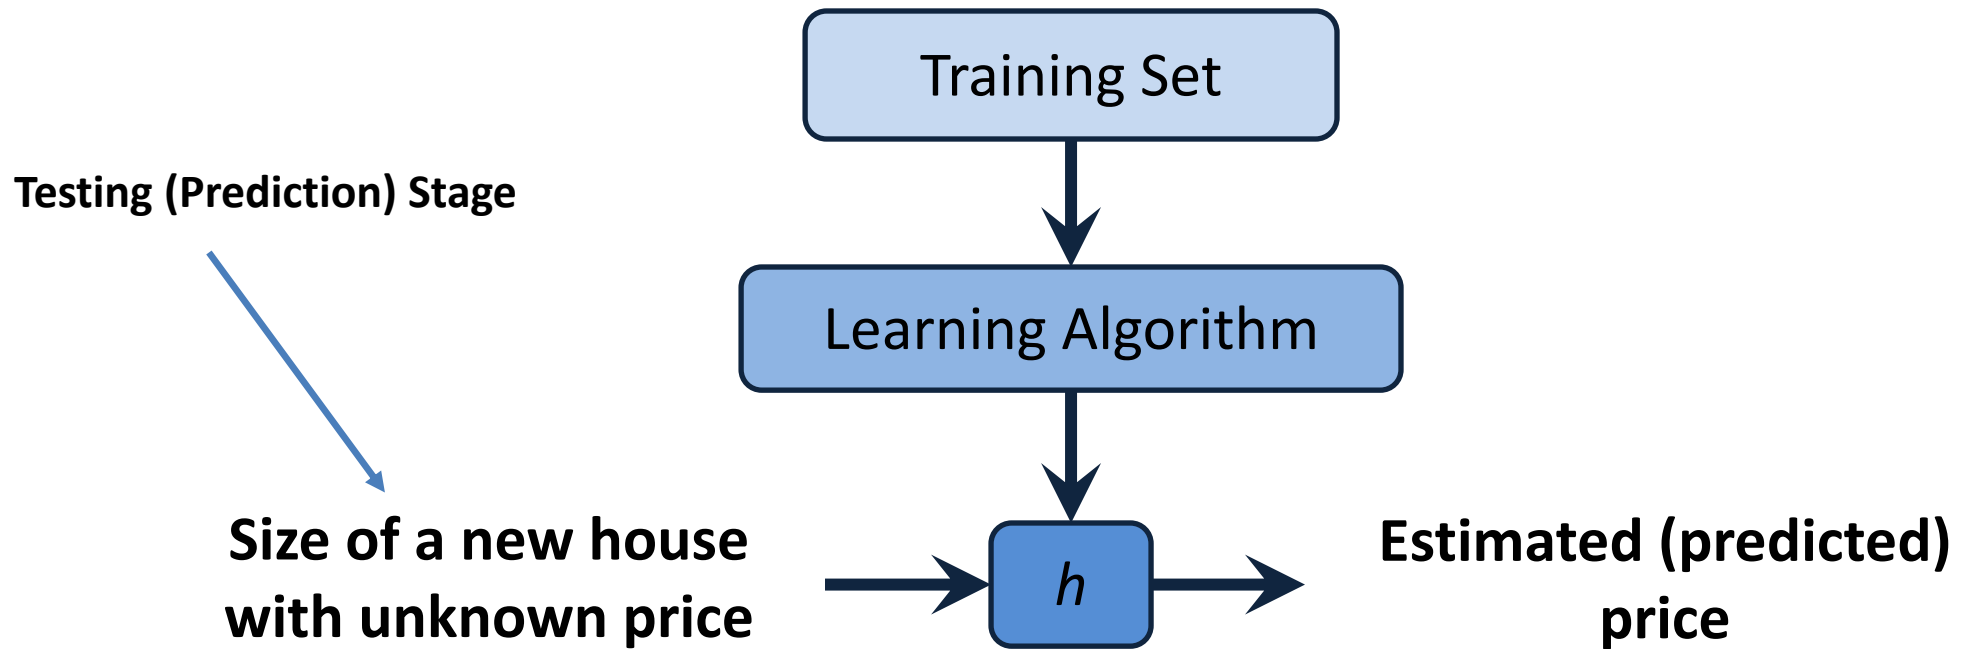 Training Set
Testing (Prediction) Stage
Learning Algorithm
Size of a new house
with unknown price
h
Estimated (predicted)
price